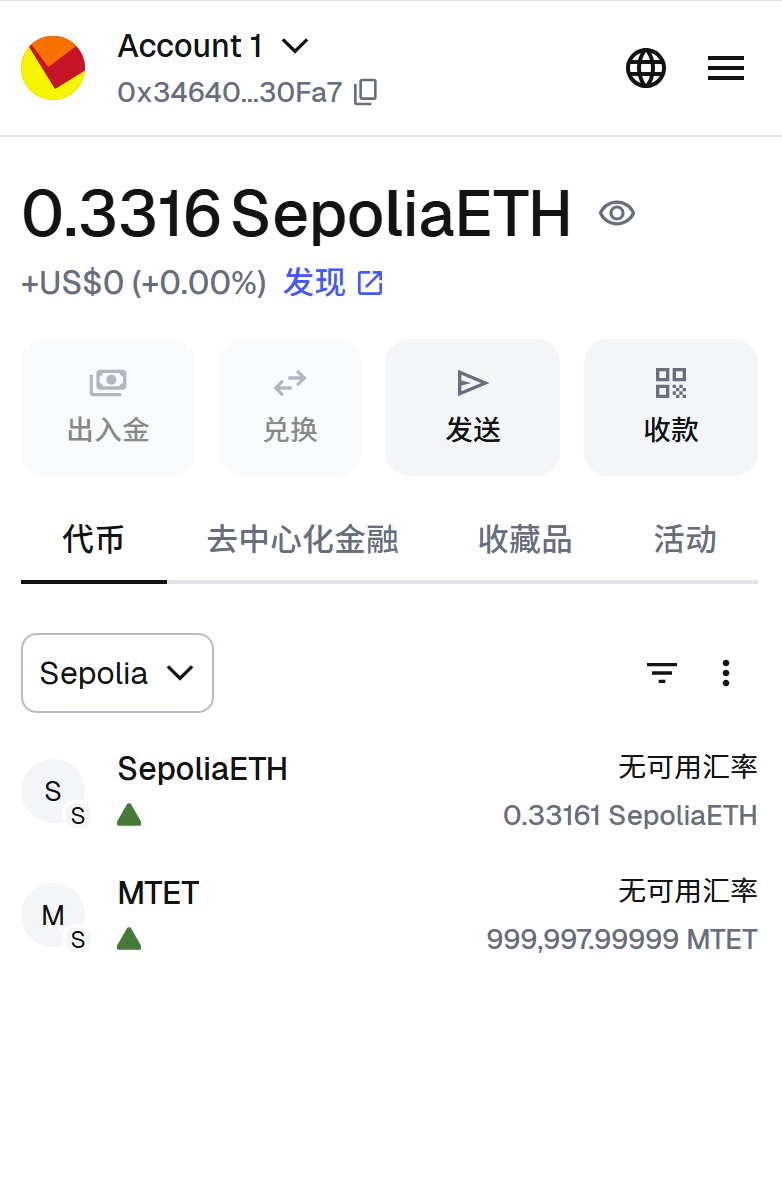 Account 1
0x34640...30Fa7
0.3316 SepoliaETH
+US$0 (+0.00%) 发现
出入金
兑换
发送
收款
代币
去中心化金融
收藏品
活动
Sepolia
S
S
SepoliaETH
无可用汇率
0.33161 SepoliaETH
M
S
MTET
无可用汇率
999,997.99999 MTET